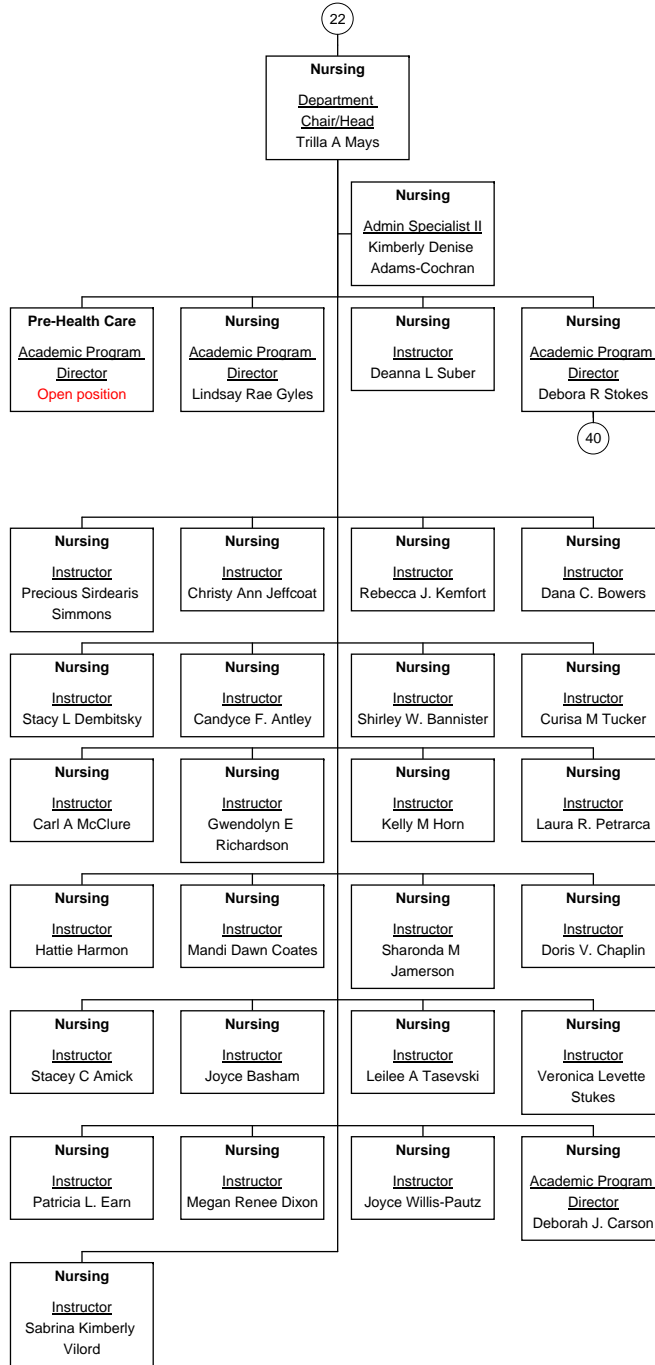 22
Nursing
Department
Chair/Head
Trilla A Mays
Nursing
Admin Specialist II
Kimberly Denise
Adams-Cochran
Pre-Health Care
Academic Program
Director
Open position
Nursing
Academic Program
Director
Lindsay Rae Gyles
Nursing
Instructor
Deanna L Suber
Nursing
Academic Program
Director
Debora R Stokes
40
Nursing
Instructor
Precious Sirdearis
Simmons
Nursing
Instructor
Christy Ann Jeffcoat
Nursing
Instructor
Rebecca J. Kemfort
Nursing
Instructor
Dana C. Bowers
Nursing
Instructor
Stacy L Dembitsky
Nursing
Instructor
Candyce F. Antley
Nursing
Instructor
Shirley W. Bannister
Nursing
Instructor
Curisa M Tucker
Nursing
Instructor
Carl A McClure
Nursing
Instructor
Gwendolyn E
Richardson
Nursing
Instructor
Kelly M Horn
Nursing
Instructor
Laura R. Petrarca
Nursing
Instructor
Hattie Harmon
Nursing
Instructor
Mandi Dawn Coates
Nursing
Instructor
Sharonda M
Jamerson
Nursing
Instructor
Doris V. Chaplin
Nursing
Instructor
Stacey C Amick
Nursing
Instructor
Joyce Basham
Nursing
Instructor
Leilee A Tasevski
Nursing
Instructor
Veronica Levette
Stukes
Nursing
Instructor
Patricia L. Earn
Nursing
Instructor
Megan Renee Dixon
Nursing
Instructor
Joyce Willis-Pautz
Nursing
Academic Program
Director
Deborah J. Carson
Nursing
Instructor
Sabrina Kimberly
Vilord